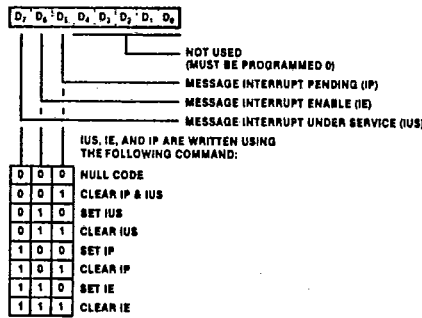 D7 D6 D5 D4 D3 D2 D1 D0
NOT USED
(MUST BE PROGRAMMED 0)
MESSAGE INTERRUPT PENDING (IP)
MESSAGE INTERRUPT ENABLE (IE)
MESSAGE INTERRUPT UNDER SERVICE (IUS)
IUS, IE, AND IP ARE WRITTEN USING
THE FOLLOWING COMMAND:
0 0 0 NULL CODE
0 0 1 CLEAR IP & IUS
0 1 0 SET IUS
0 1 1 CLEAR IUS
1 0 0 SET IP
1 0 1 CLEAR IP
1 1 0 SET IE
1 1 1 CLEAR IE